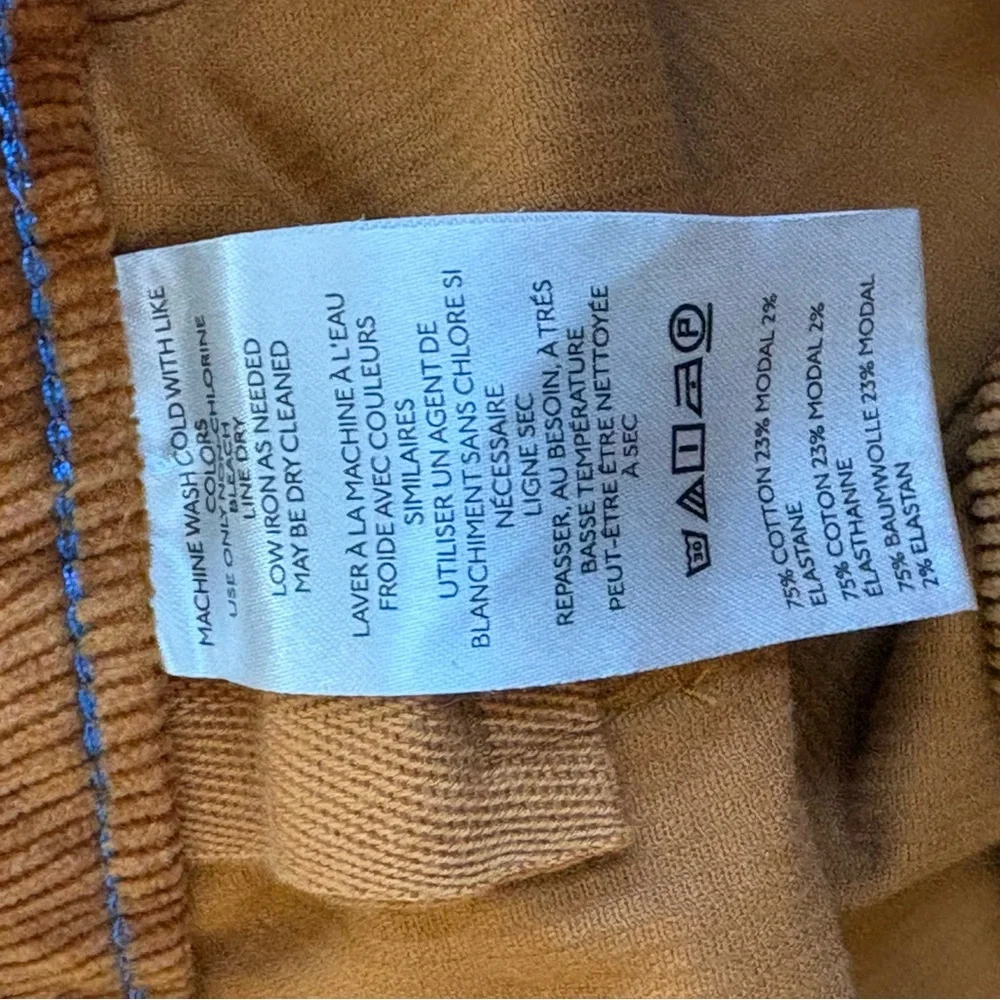 MACHINE WASH COLD WITH LIKE
COLORS
USE ONLY NON-CHLORINE
BLEACH
LINE DRY
LOW IRON AS NEEDED
MAY BE DRY CLEANED
LAVER À LA MACHINE À L'EAU
FROIDE AVEC COULEURS
SIMILAIRES
UTILISER UN AGENT DE
BLANCHIMENT SANS CHLORE SI
NÉCESSAIRE
LIGNE SEC
REPASSER, AU BESOIN, À TRÉS
BASSE TEMPÉRATURE
PEUT-ÊTRE ÊTRE NETTOYÉE
À SEC
30 P
75% COTTON 23% MODAL 2%
ELASTANE
75% COTON 23% MODAL 2%
ÉLASTHANNE
75% BAUMWOLLE 23% MODAL
2% ELASTAN